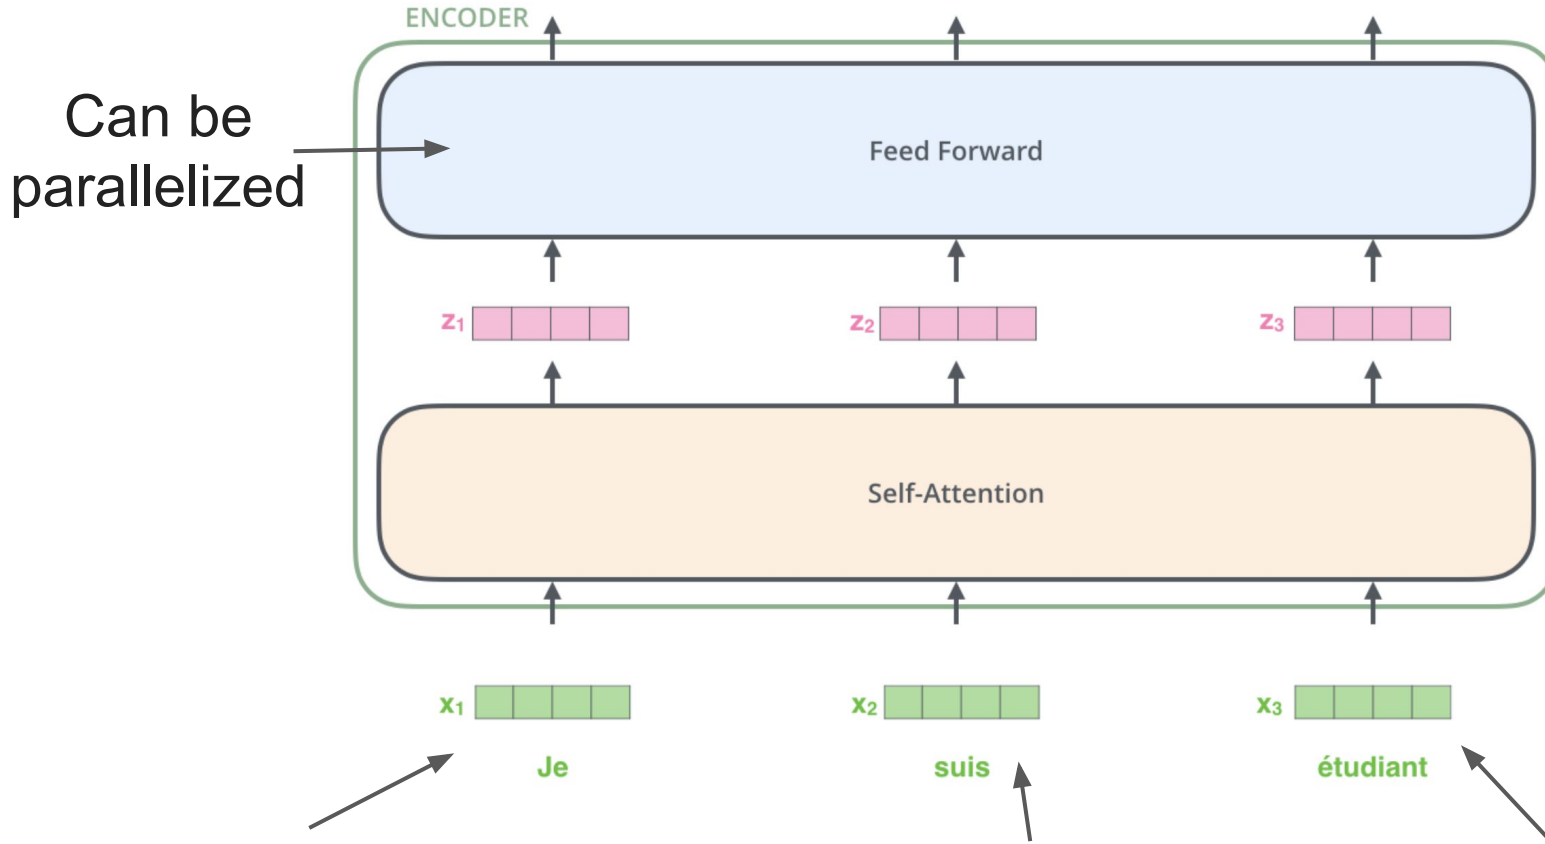 ENCODER
Can be
parallelized
Feed Forward
z₁
z₂
z₃
Self-Attention
x₁
x₂
x₃
Je
suis
étudiant